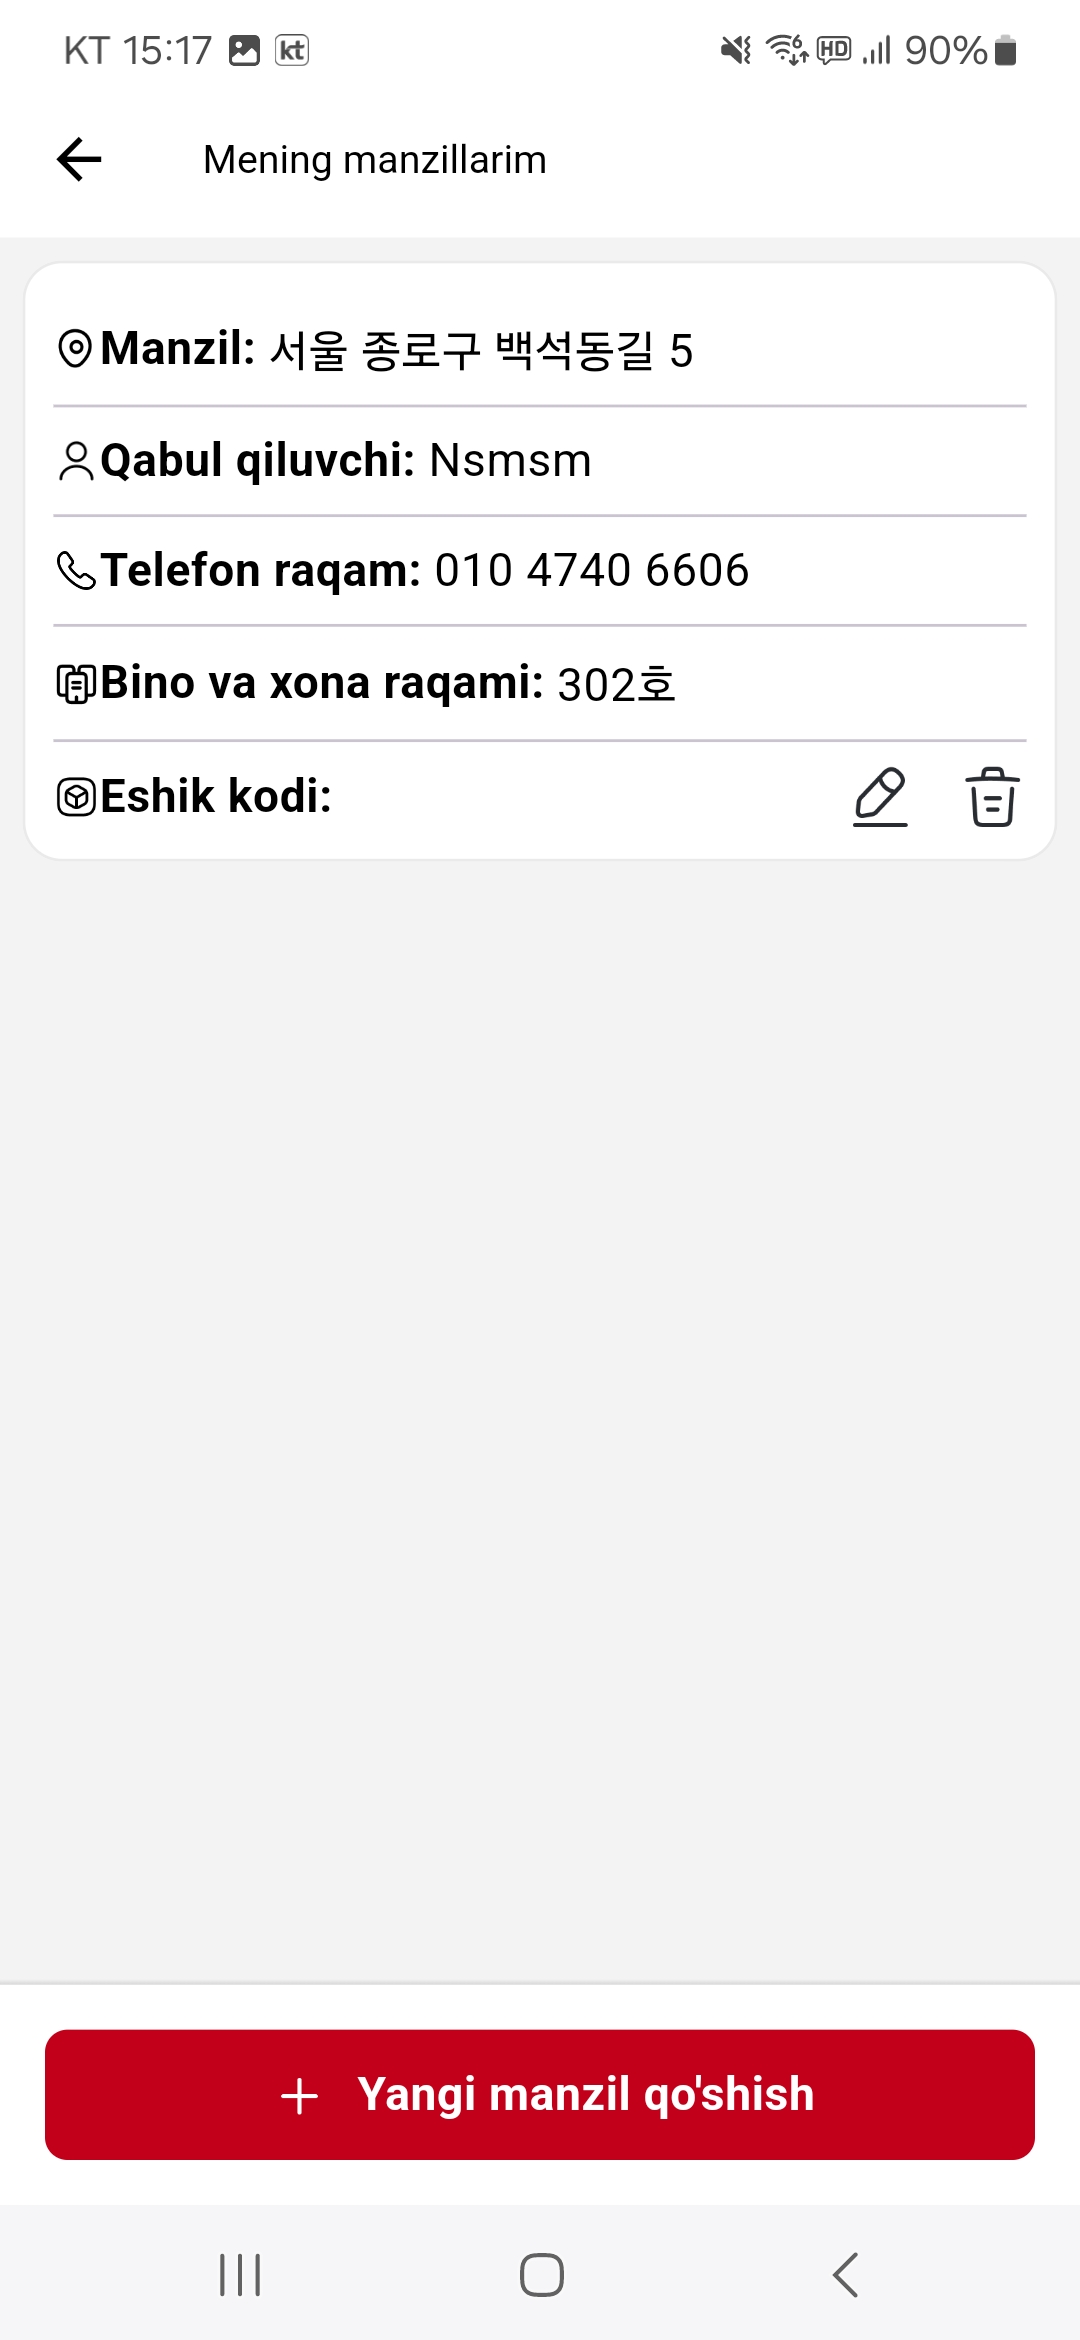 KT 15:17 kt HD 90%
Mening manzillarim
Manzil: 서울 종로구 백석동길 5
Qabul qiluvchi: Nsmsm
Telefon raqam: 010 4740 6606
Bino va xona raqami: 302호
Eshik kodi:
+ Yangi manzil qo'shish